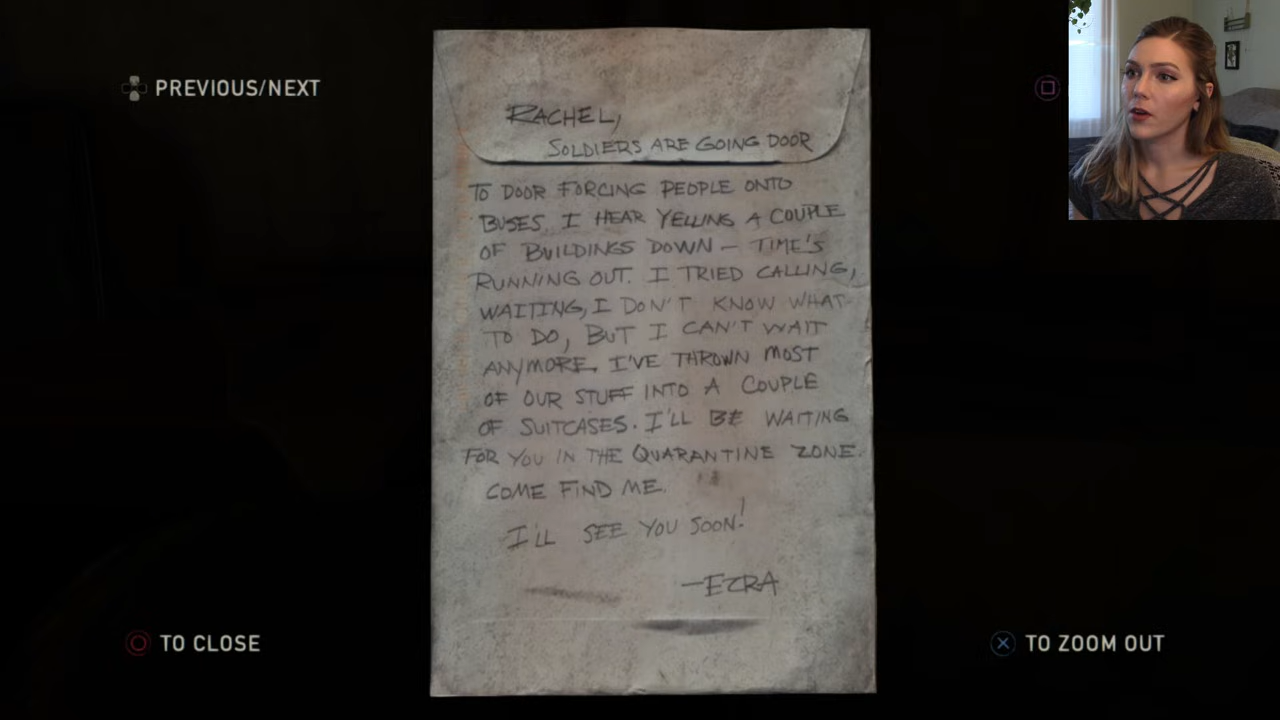 PREVIOUS/NEXT
RACHEL,
SOLDIERS ARE GOING DOOR
TO DOOR FORCING PEOPLE ONTO
BUSES. I HEAR YELLING A COUPLE
OF BUILDINGS DOWN - TIME'S
RUNNING OUT. I TRIED CALLING,
WAITING, I DON'T KNOW WHAT
TO DO, BUT I CAN'T WAIT
ANYMORE. I'VE THROWN MOST
OF OUR STUFF INTO A COUPLE
OF SUITCASES. I'LL BE WAITING
FOR YOU IN THE QUARANTINE ZONE.
COME FIND ME.
I'LL SEE YOU SOON!
-EZRA
TO CLOSE
TO ZOOM OUT